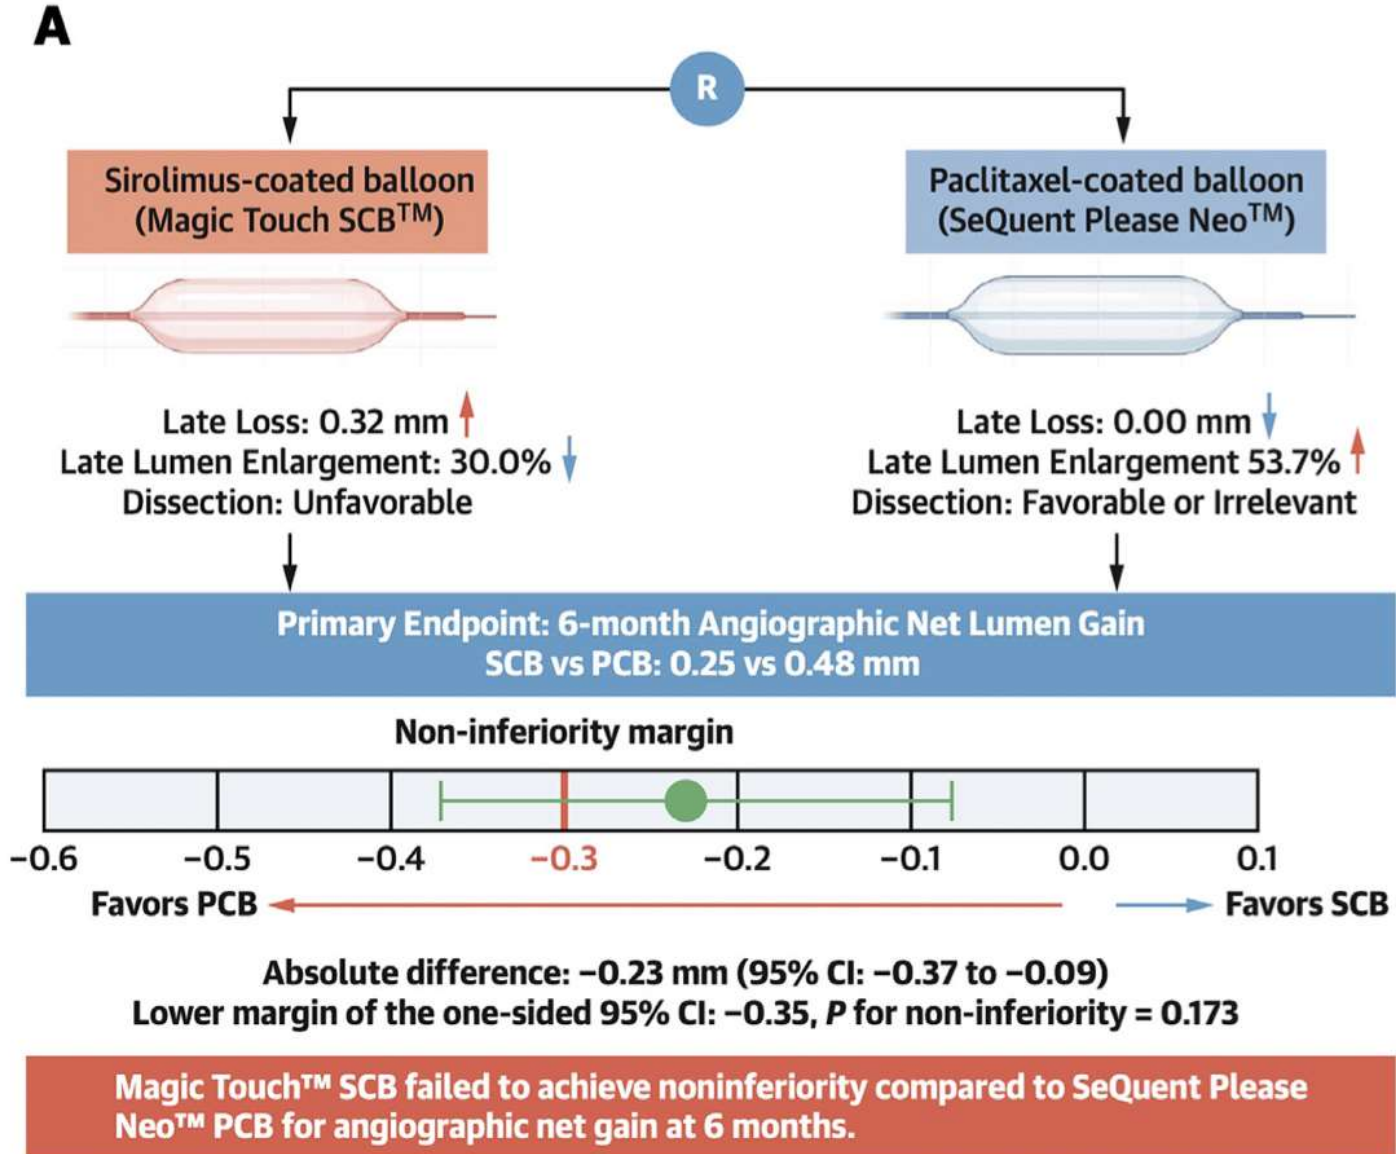 A
R
Sirolimus-coated balloon
(Magic Touch SCB™)
Paclitaxel-coated balloon
(SeQuent Please Neo™)
Late Loss: 0.32 mm
Late Lumen Enlargement: 30.0%
Dissection: Unfavorable
Late Loss: 0.00 mm
Late Lumen Enlargement 53.7%
Dissection: Favorable or Irrelevant
Primary Endpoint: 6-month Angiographic Net Lumen Gain
SCB vs PCB: 0.25 vs 0.48 mm
Non-inferiority margin
−0.6 −0.5 −0.4 −0.3 −0.2 −0.1 0.0 0.1
Favors PCB Favors SCB
Absolute difference: −0.23 mm (95% CI: −0.37 to −0.09)
Lower margin of the one-sided 95% CI: −0.35, P for non-inferiority = 0.173
Magic Touch™ SCB failed to achieve noninferiority compared to SeQuent Please
Neo™ PCB for angiographic net gain at 6 months.